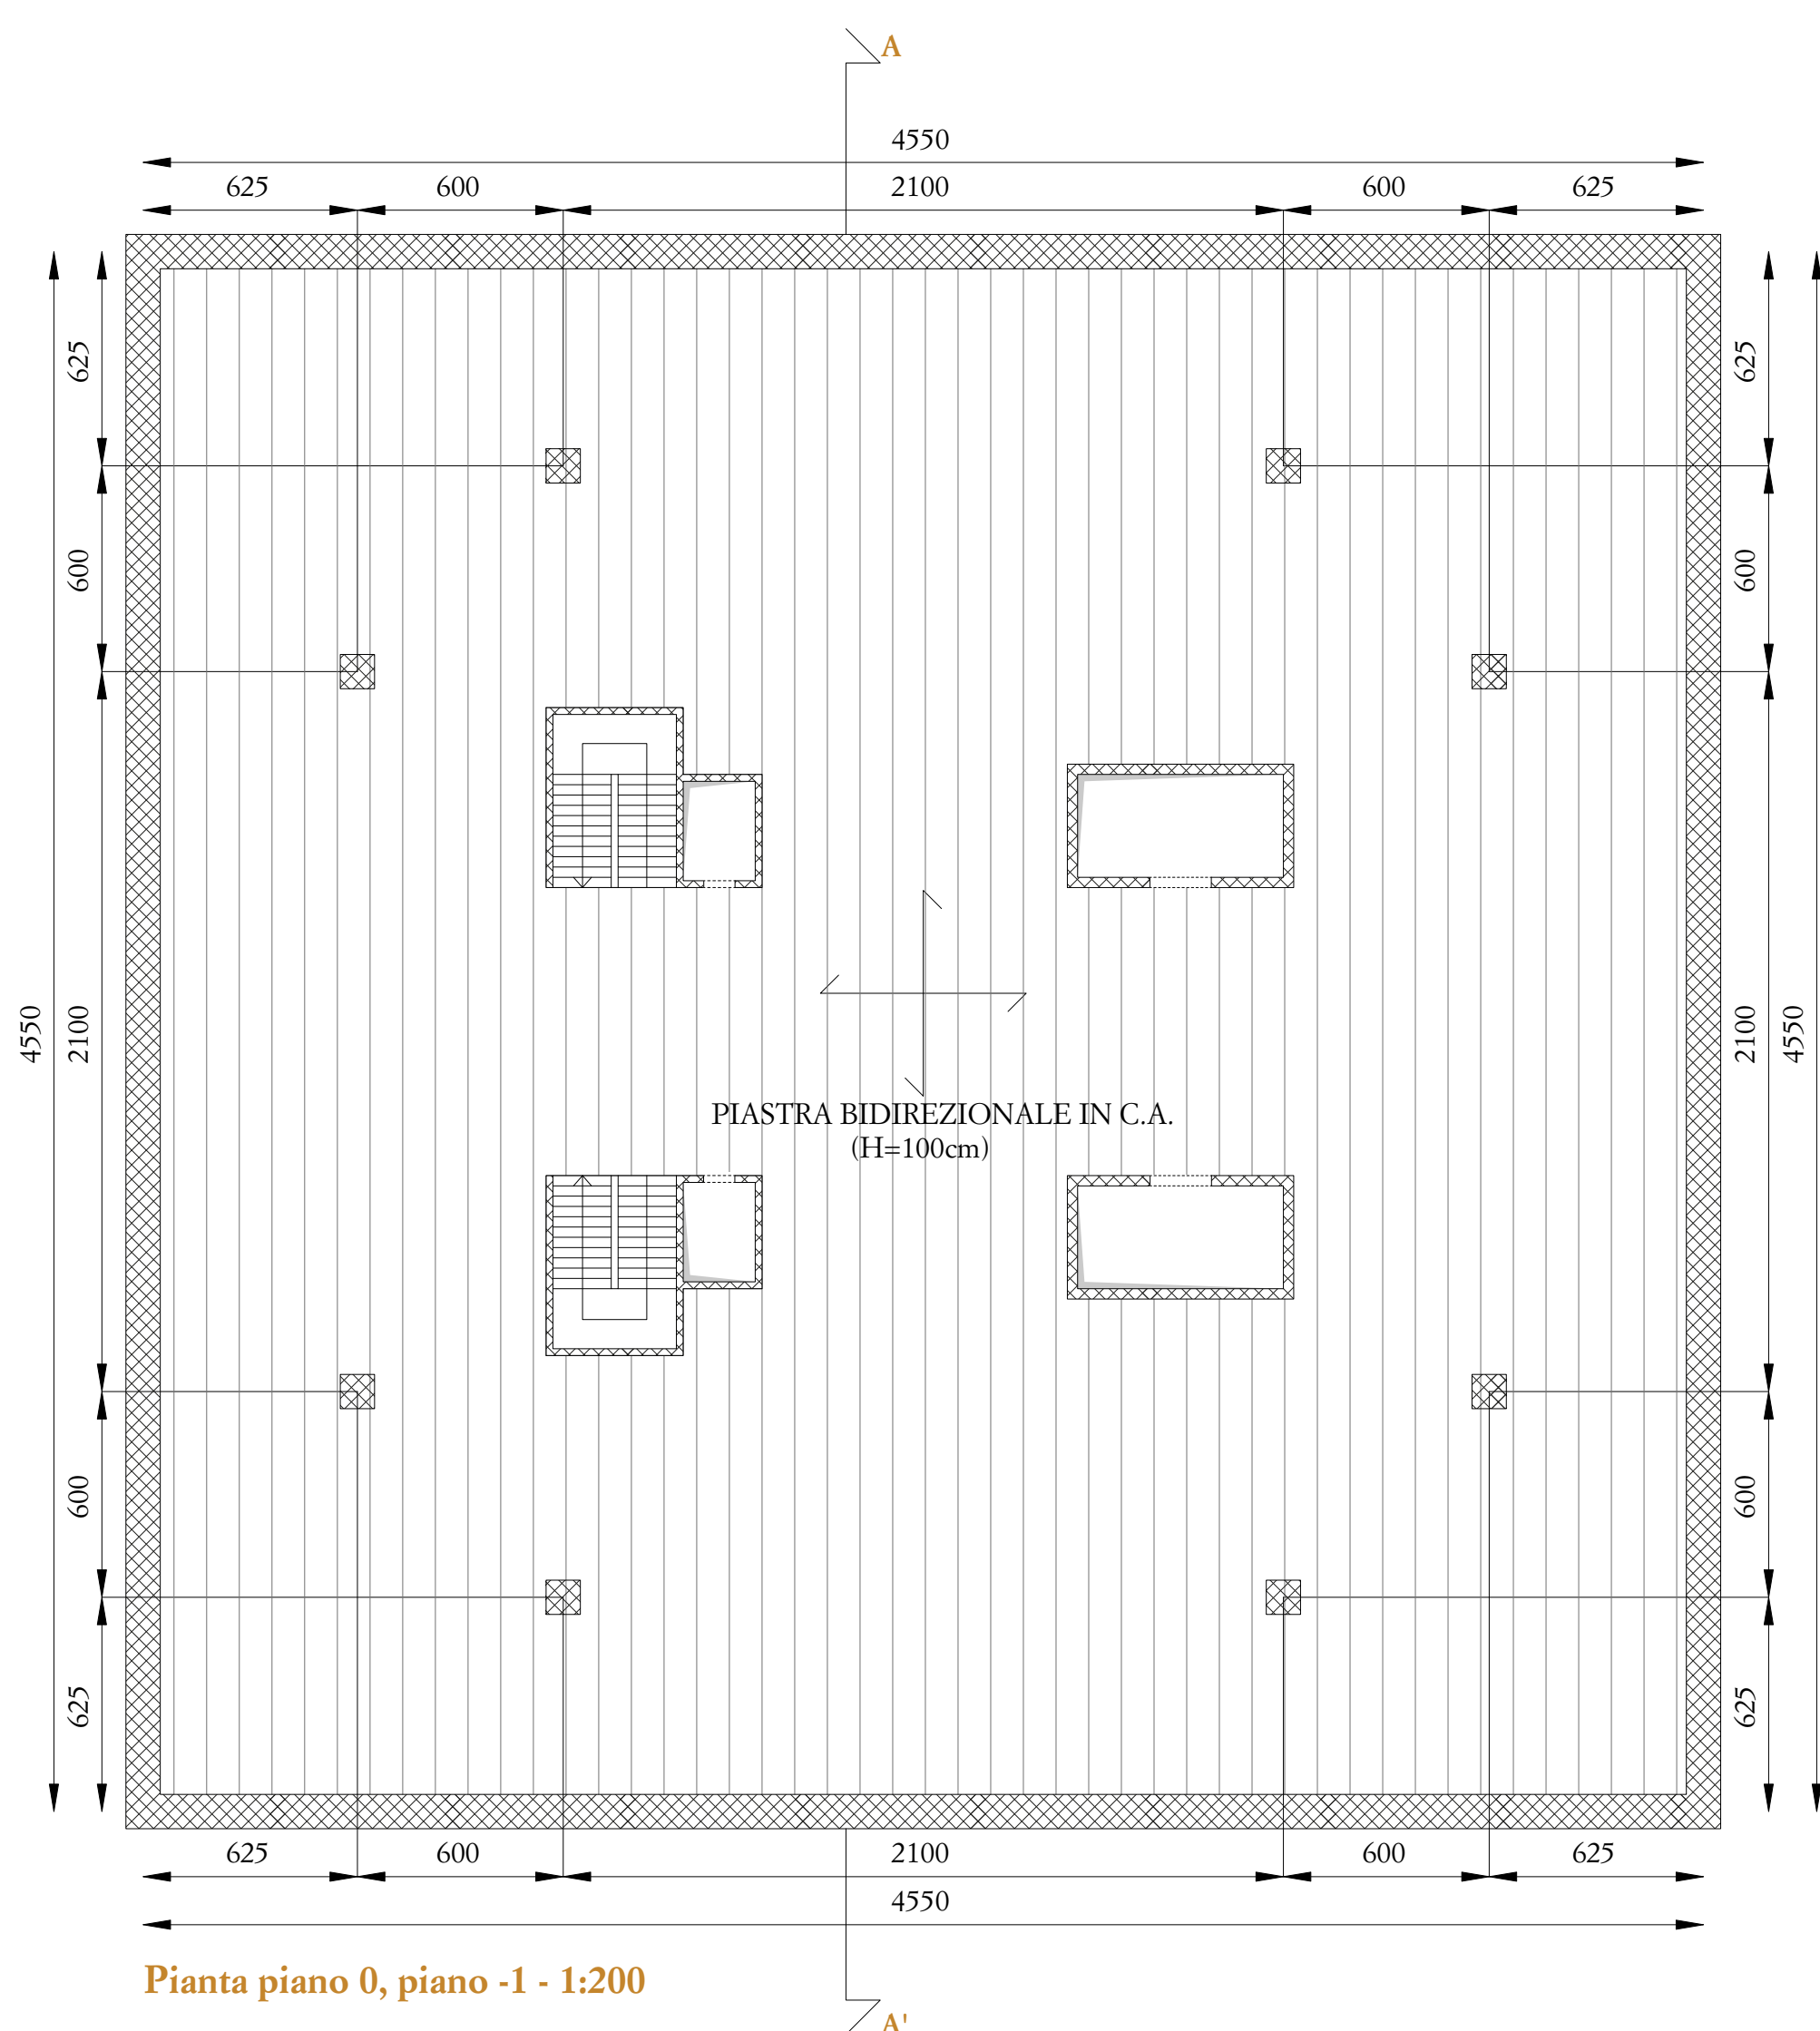 A
4550
625 600 2100 600 625
625 625
600 600
4550 2100 2100 4550
PIASTRA BIDIREZIONALE IN C.A.
(H=100cm)
600 600
625 625
625 600 2100 600 625
4550
Pianta piano 0, piano -1 - 1:200
A'